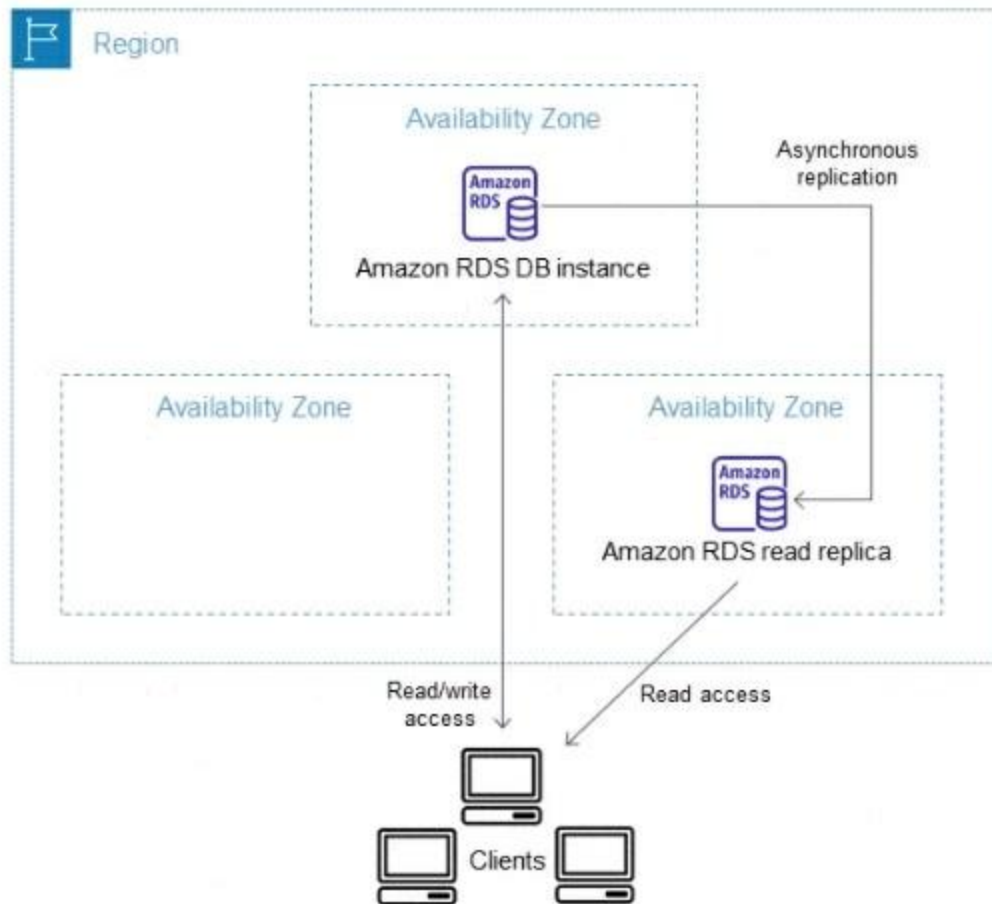 Region
Availability Zone
Asynchronous
replication
Amazon
RDS
Amazon RDS DB instance
Availability Zone
Availability Zone
Amazon
RDS
Amazon RDS read replica
Read/write
access
Read access
Clients